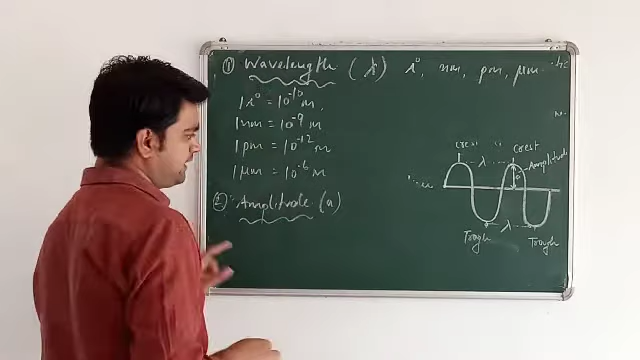 ① Wavelength (λ) A°, nm, pm, μm
1A° = 10⁻¹⁰ m,
1nm = 10⁻⁹ m
1pm = 10⁻¹² m
1μm = 10⁻⁶ m
② Amplitude (a)
crest crest
λ Amplitude
a
λ
Trough Trough